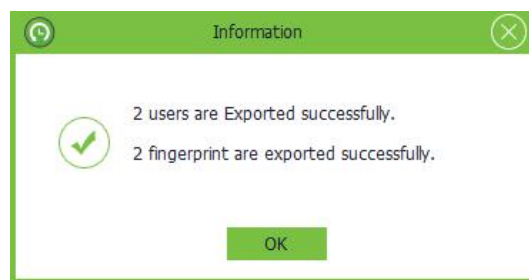 Information
2 users are Exported successfully.
2 fingerprint are exported successfully.
OK